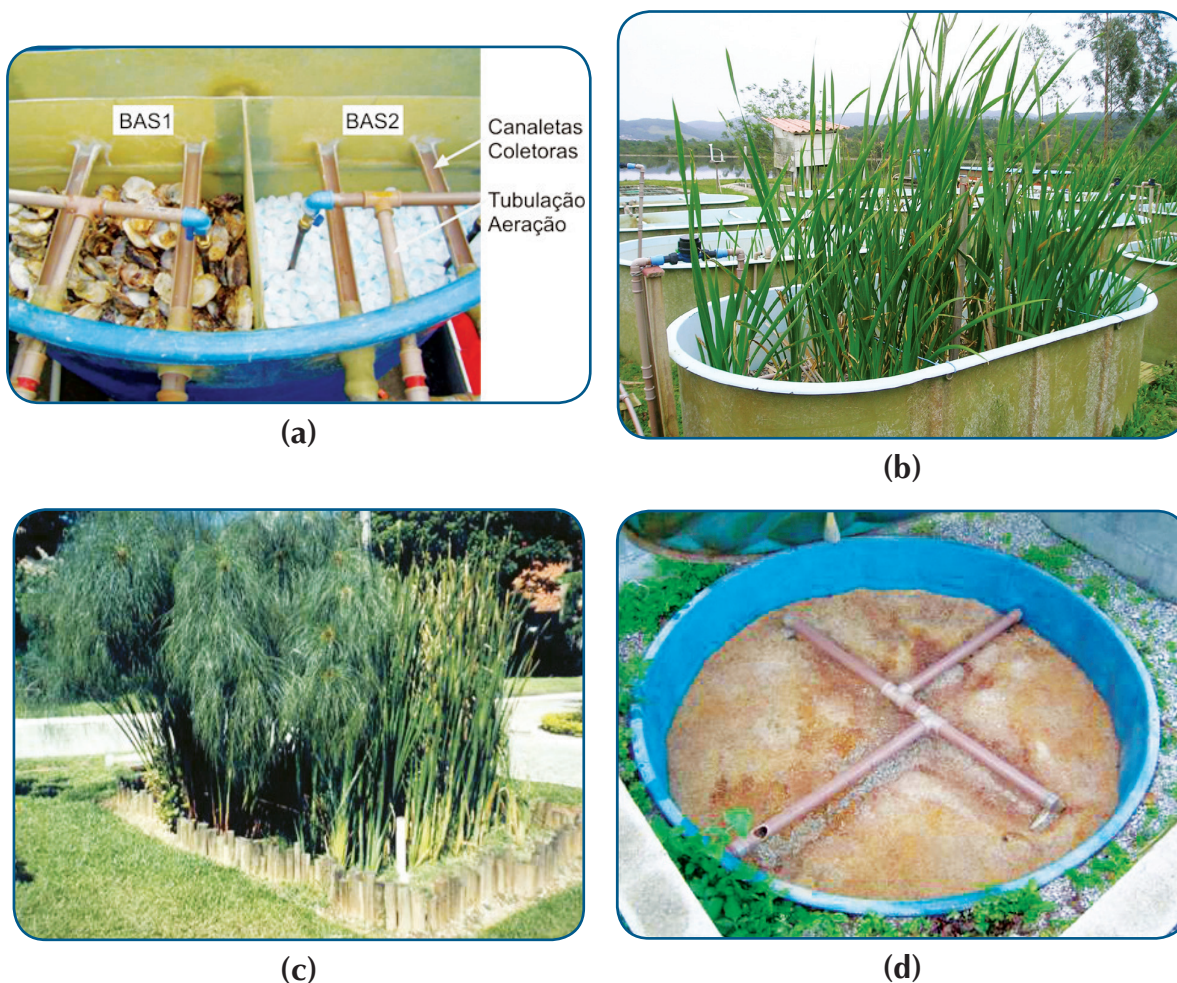 BAS1
BAS2
Canaletas
Coletoras
Tubulação
Aeração
(a)
(b)
(c)
(d)